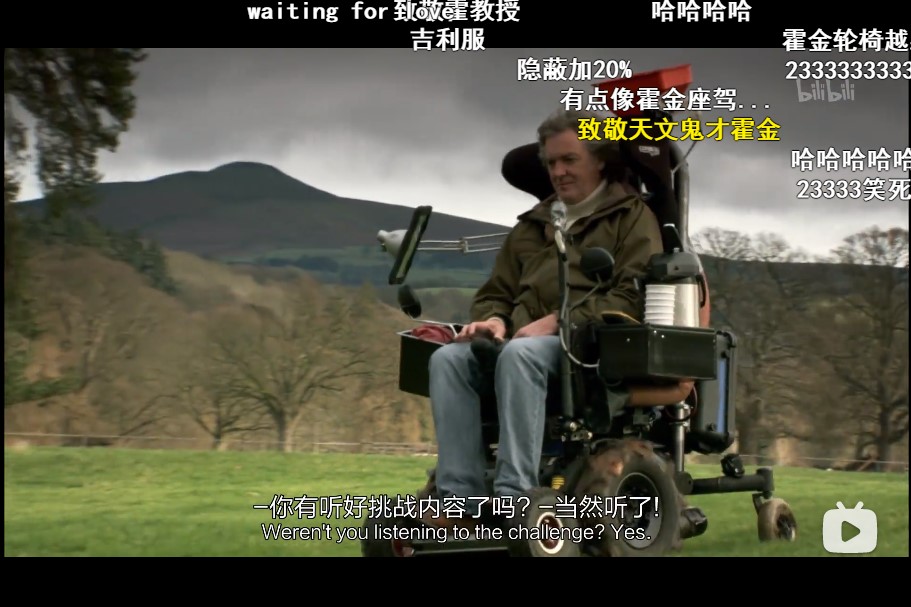 waiting for love
致敬霍教授
哈哈哈哈
吉利服
霍金轮椅越
隐蔽加20%
2333333333
bilibili
有点像霍金座驾...
致敬天文鬼才霍金
哈哈哈哈哈
23333笑死
-你有听好挑战内容了吗？-当然听了!
Weren't you listening to the challenge? Yes.